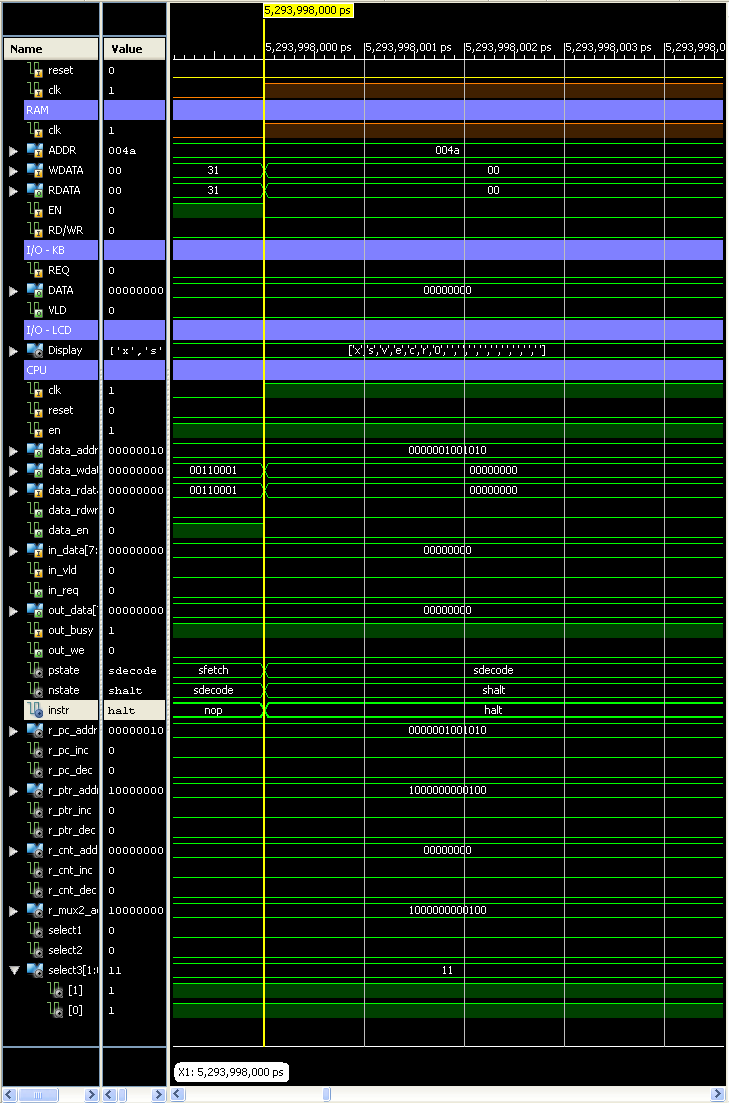 5,293,998,000 ps
Name Value 5,293,998,000 ps 5,293,998,001 ps 5,293,998,002 ps 5,293,998,003 ps 5,293,998,0
reset 0
clk 1
RAM
clk 1
ADDR 004a 004a
WDATA 00 31 00
RDATA 00 31 00
EN 0
RD/WR 0
I/O - KB
REQ 0
DATA 00000000 00000000
VLD 0
I/O - LCD
Display ['x','s' ['x','s','v','e','c','r','0',' ',' ',' ',' ',' ',' ',' ',' ',' ']
CPU
clk 1
reset 0
en 1
data_addr 00000010 0000001001010
data_wdat 00000000 00110001 00000000
data_rdata 00000000 00110001 00000000
data_rdwr 0
data_en 0
in_data[7: 00000000 00000000
in_vld 0
in_req 0
out_data[ 00000000 00000000
out_busy 1
out_we 0
pstate sdecode sfetch sdecode
nstate shalt sdecode shalt
instr halt nop halt
r_pc_addr 00000010 0000001001010
r_pc_inc 0
r_pc_dec 0
r_ptr_addr 10000000 1000000000100
r_ptr_inc 0
r_ptr_dec 0
r_cnt_add 00000000 00000000
r_cnt_inc 0
r_cnt_dec 0
r_mux2_a 10000000 1000000000100
select1 0
select2 0
select3[1:0 11 11
[1] 1
[0] 1
X1: 5,293,998,000 ps